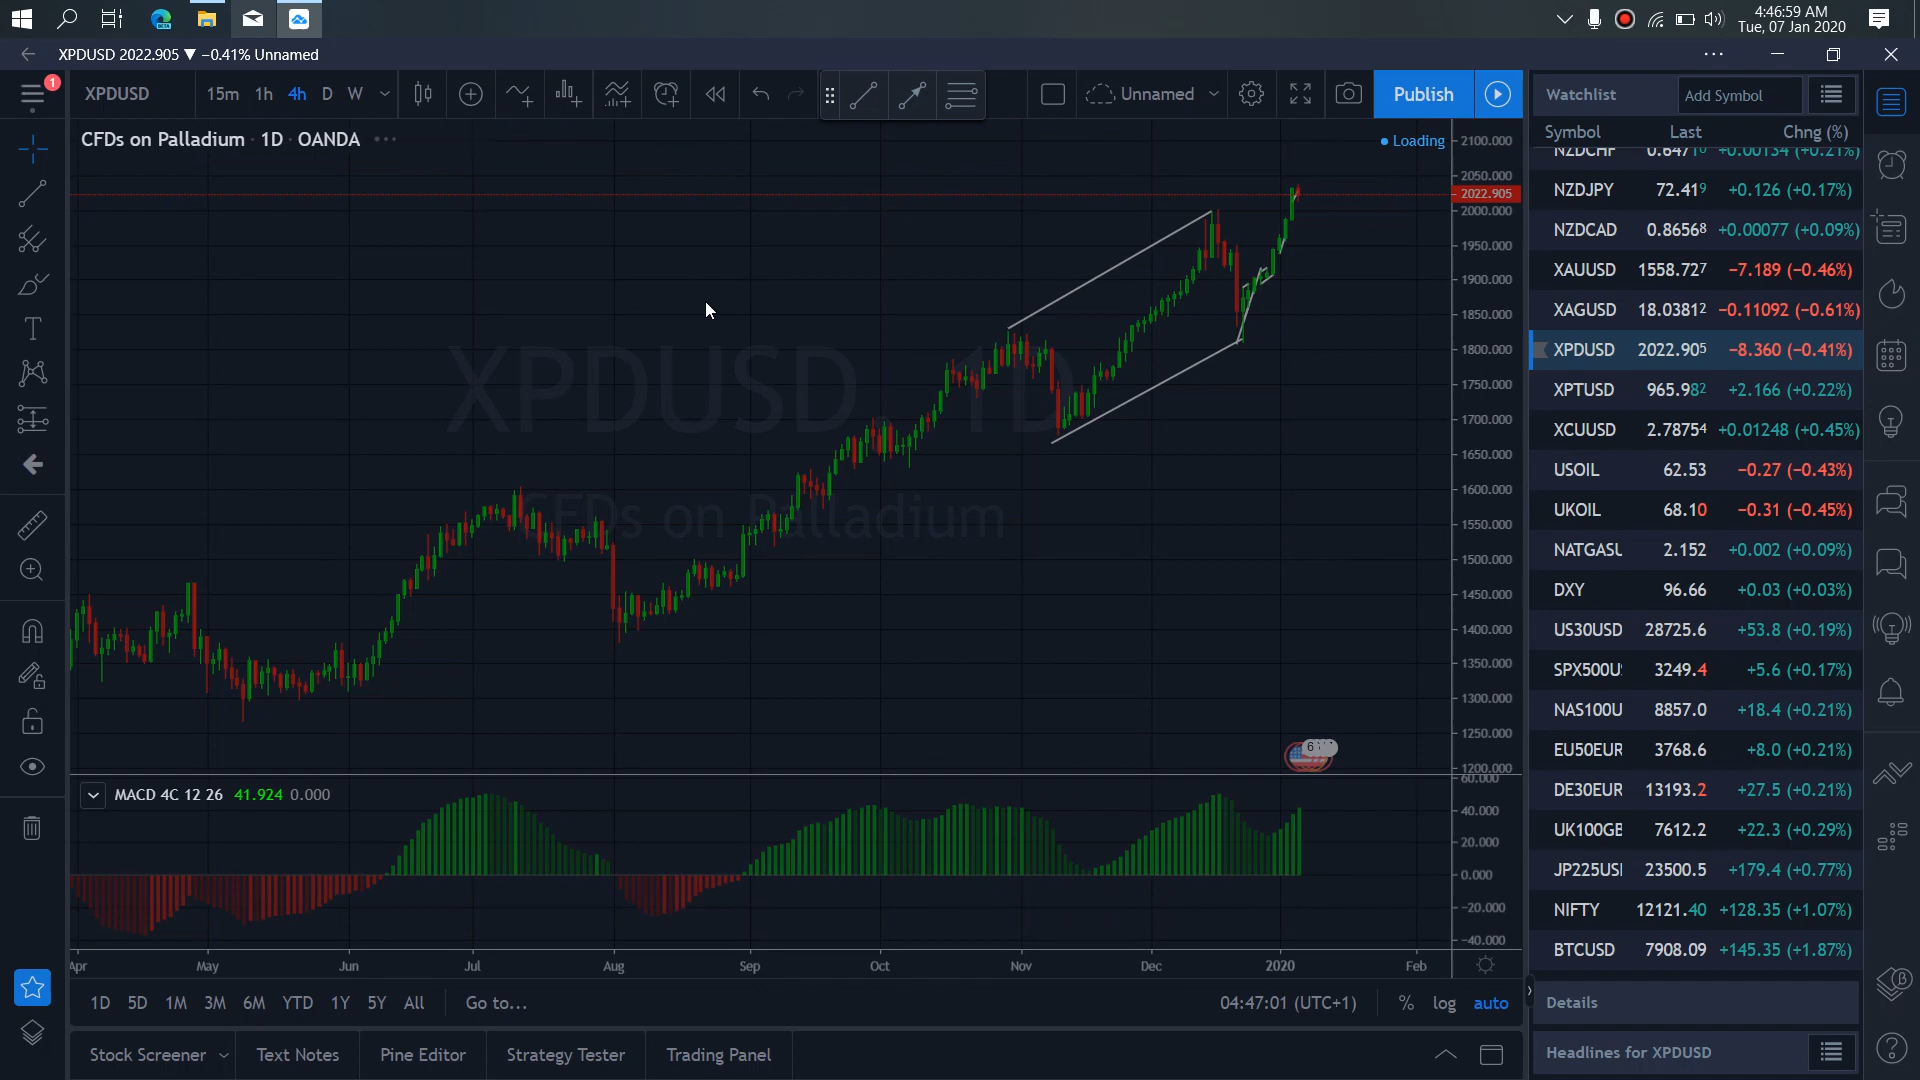 4:46:59 AM
Tue, 07 Jan 2020
XPDUSD 2022.905 ▼ −0.41% Unnamed
1
XPDUSD 15m 1h 4h D W
Unnamed
Publish
Watchlist
Add Symbol
CFDs on Palladium · 1D · OANDA
Loading
Symbol Last Chng (%)
NZDCHF 0.64710 +0.00134 (+0.21%)
NZDJPY 72.419 +0.126 (+0.17%)
NZDCAD 0.86568 +0.00077 (+0.09%)
XAUUSD 1558.727 −7.189 (−0.46%)
XAGUSD 18.03812 −0.11092 (−0.61%)
XPDUSD 2022.905 −8.360 (−0.41%)
XPTUSD 965.982 +2.166 (+0.22%)
XCUUSD 2.78754 +0.01248 (+0.45%)
USOIL 62.53 −0.27 (−0.43%)
UKOIL 68.10 −0.31 (−0.45%)
NATGASU 2.152 +0.002 (+0.09%)
DXY 96.66 +0.03 (+0.03%)
US30USD 28725.6 +53.8 (+0.19%)
SPX500U 3249.4 +5.6 (+0.17%)
NAS100U 8857.0 +18.4 (+0.21%)
EU50EUR 3768.6 +8.0 (+0.21%)
DE30EUR 13193.2 +27.5 (+0.21%)
UK100GB 7612.2 +22.3 (+0.29%)
JP225US 23500.5 +179.4 (+0.77%)
NIFTY 12121.40 +128.35 (+1.07%)
BTCUSD 7908.09 +145.35 (+1.87%)
Details
Headlines for XPDUSD
2100.000
2050.000
2022.905
2000.000
1950.000
1900.000
1850.000
1800.000
1750.000
1700.000
1650.000
1600.000
1550.000
1500.000
1450.000
1400.000
1350.000
1300.000
1250.000
1200.000
XPDUSD, 1D
CFDs on Palladium
6
MACD 4C 12 26 41.924 0.000
60.000
40.000
20.000
0.000
−20.000
−40.000
Apr May Jun Jul Aug Sep Oct Nov Dec 2020 Feb
1D 5D 1M 3M 6M YTD 1Y 5Y All Go to...
04:47:01 (UTC+1) % log auto
Stock Screener Text Notes Pine Editor Strategy Tester Trading Panel